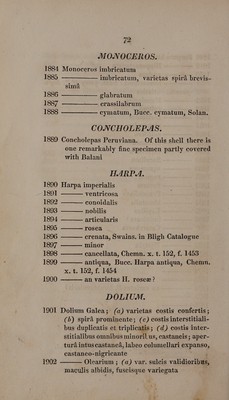 72
MONOCEROS.
1884 Monoceros imbricatum
1885 ——— imbricatum, varietas spirâ brevis-
simâ
1886 ——— glabratum
1887 ——— crassilabrum
1888 ——— cymatum, Bucc. cymatum, Solan.
CONCHOLEPAS.
1889 Concholepas Peruviana. Of this shell there is
one remarkably fine specimen partly covered
with Balani
HARPA.
1890 Harpa imperialis
1891 ——— ventricosa
1892 ——— conoidalis
1893 ——— nobilis
1894 ——— articularis
1895 ——— rosea
1896 ——— crenata, Swains. in Bligh Catalogue
1897 ——— minor
1898 ——— cancellata, Chemn. x. t. 152, f. 1453
1899 ——— antiqua, Bucc. Harpa antiqua, Chemn.
x. t. 152, f. 1454
1900 ——— an varietas H. roseæ?
DOLIUM.
1901 Dolium Galea; (a) varietas costis confertis;
(b) spirâ prominente; (c) costis interstitiali-
bus duplicatis et triplicatis; (d) costis inter-
stitialibus omnibus minoribus, castaneis; aper-
turâ intus castaneâ, labro columellari expanso,
castaneo-nigricante
1902 ——— Olearium; (a) var. sulcis validioribus,
maculis albidis, fuscisque variegata